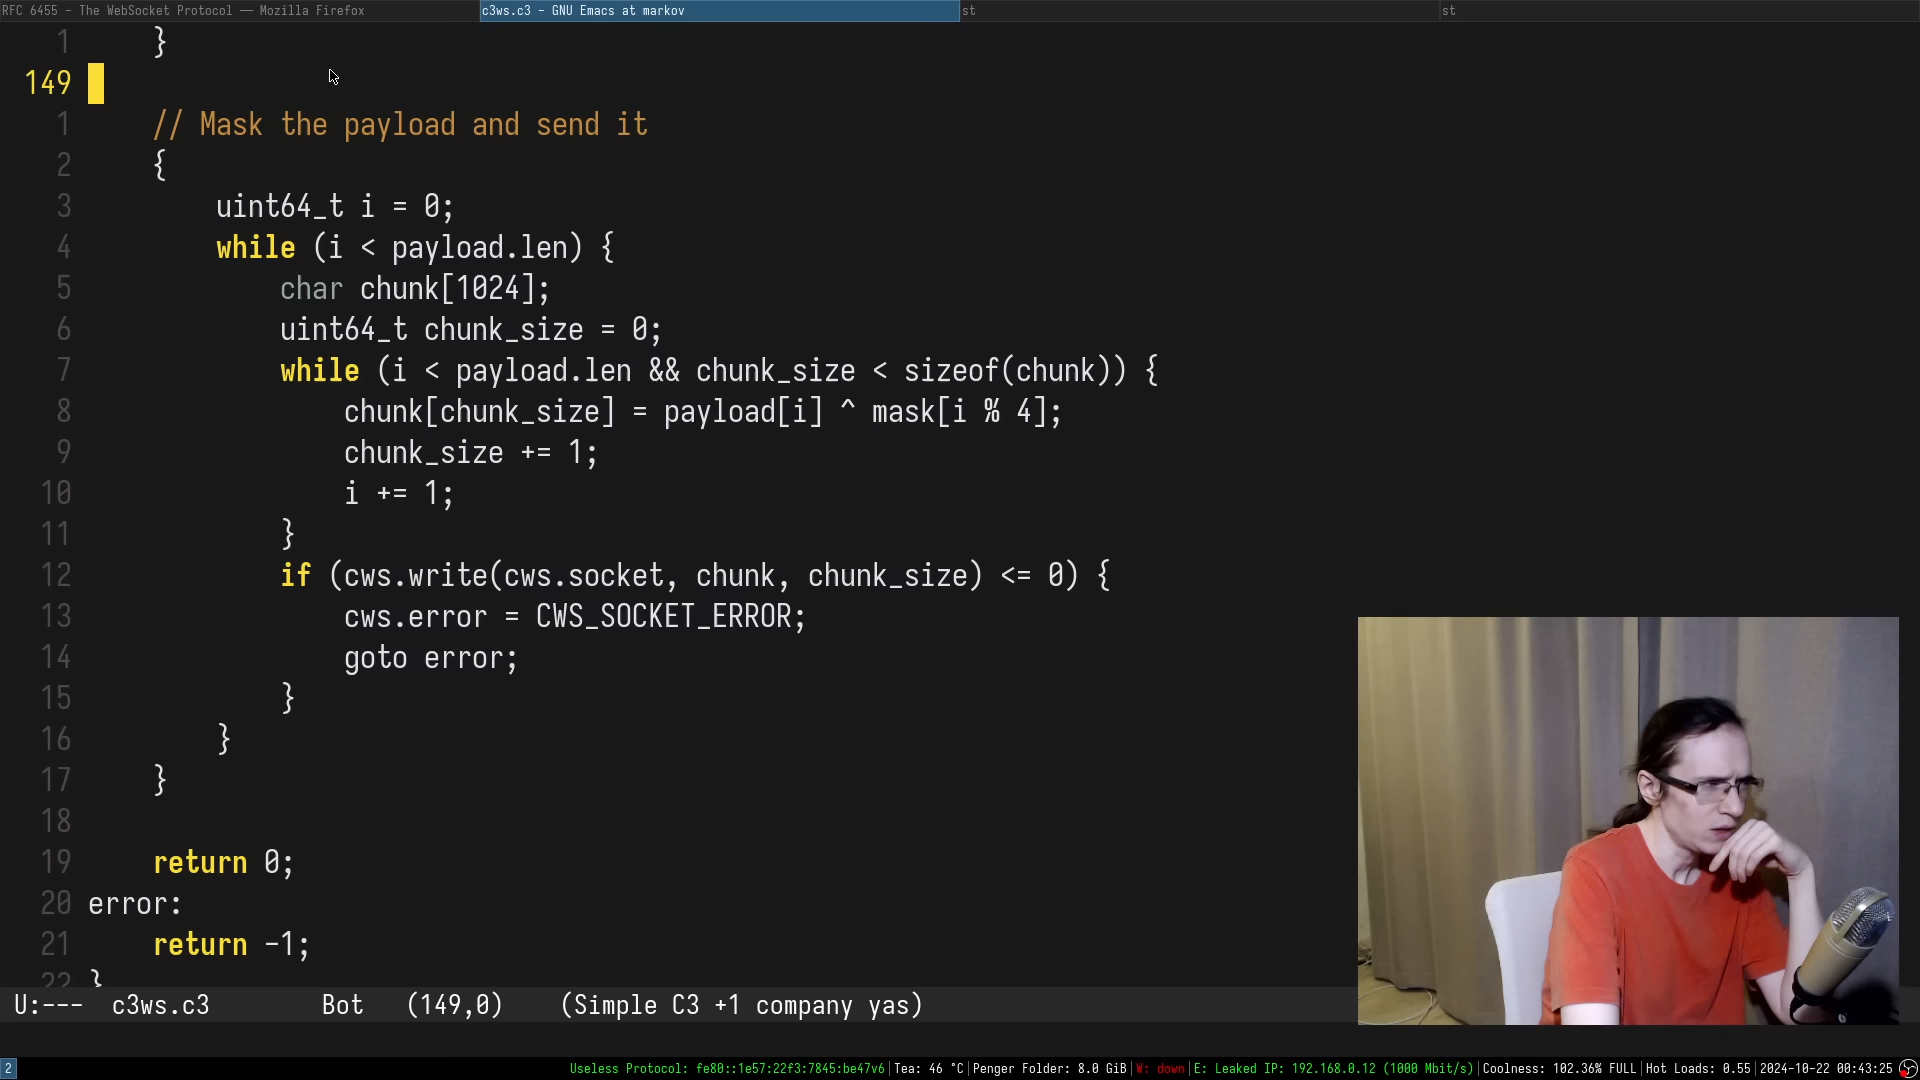 RFC 6455 - The WebSocket Protocol — Mozilla Firefox
c3ws.c3 - GNU Emacs at markov
st
st
1 }
149
1 // Mask the payload and send it
2 {
3 uint64_t i = 0;
4 while (i < payload.len) {
5 char chunk[1024];
6 uint64_t chunk_size = 0;
7 while (i < payload.len && chunk_size < sizeof(chunk)) {
8 chunk[chunk_size] = payload[i] ^ mask[i % 4];
9 chunk_size += 1;
10 i += 1;
11 }
12 if (cws.write(cws.socket, chunk, chunk_size) <= 0) {
13 cws.error = CWS_SOCKET_ERROR;
14 goto error;
15 }
16 }
17 }
18
19 return 0;
20 error:
21 return -1;
22 }
U:--- c3ws.c3 Bot (149,0) (Simple C3 +1 company yas)
2
Useless Protocol: fe80::1e57:22f3:7845:be47v6|Tea: 46 °C|Penger Folder: 8.0 GiB|W: down|E: Leaked IP: 192.168.0.12 (1000 Mbit/s)|Coolness: 102.36% FULL|Hot Loads: 0.55|2024-10-22 00:43:25